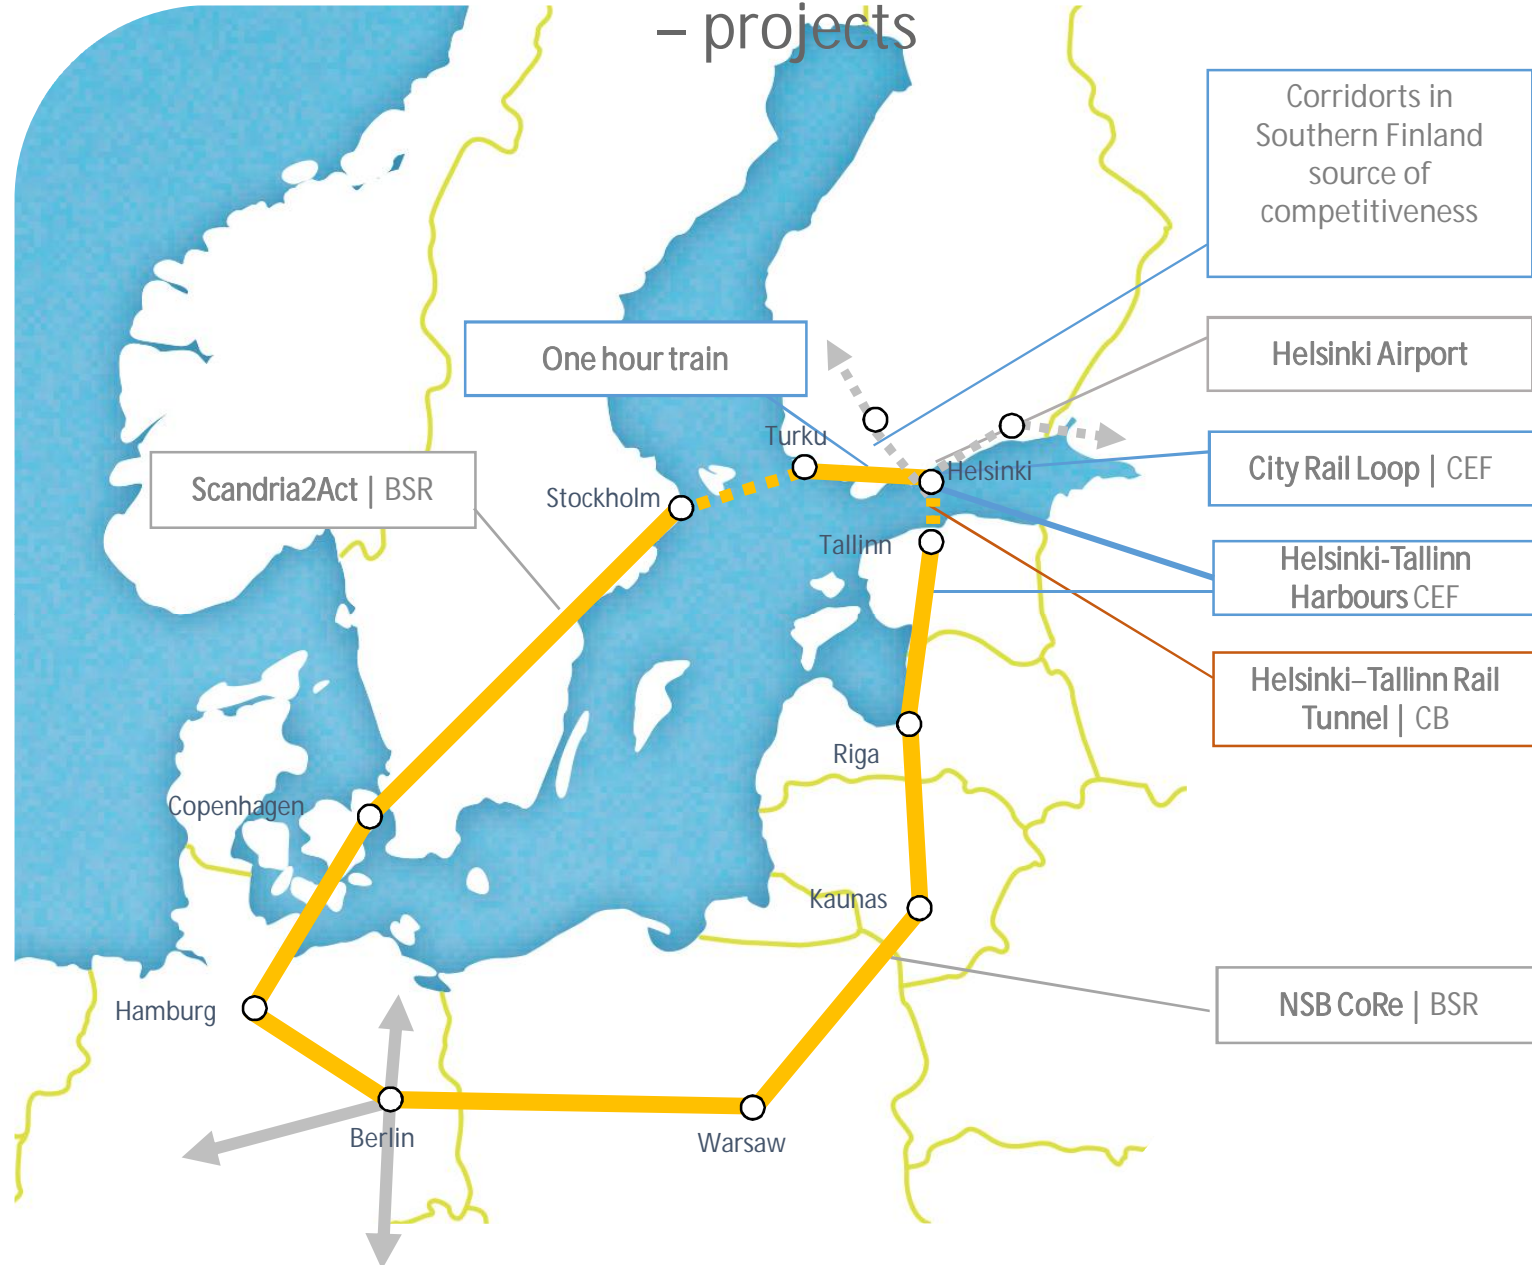 – projects
Corridorts in
Southern Finland
source of
competitiveness
One hour train
Helsinki Airport
Turku
City Rail Loop | CEF
Helsinki
Scandria2Act | BSR
Stockholm
Tallinn
Helsinki-Tallinn
Harbours CEF
Helsinki–Tallinn Rail
Tunnel | CB
Riga
Copenhagen
Kaunas
NSB CoRe | BSR
Hamburg
Berlin
Warsaw